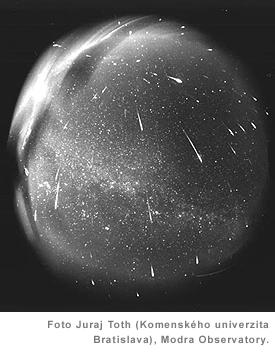 Foto Juraj Toth (Komenského univerzita
Bratislava), Modra Observatory.